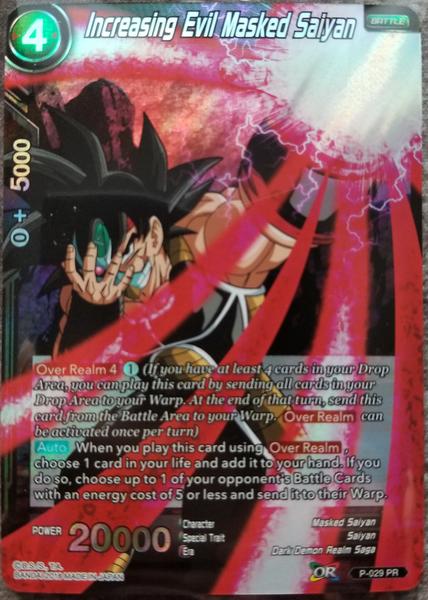 4
Increasing Evil Masked Saiyan
BATTLE
0 + 5000
Over Realm 4 1 (If you have at least 4 cards in your Drop
Area, you can play this card by sending all cards in your
Drop Area to your Warp. At the end of that turn, send this
card from the Battle Area to your Warp. Over Realm can
be activated once per turn)
Auto When you play this card using Over Realm,
choose 1 card in your life and add it to your hand. If you
do so, choose up to 1 of your opponent's Battle Cards
with an energy cost of 5 or less and send it to their Warp.
POWER 20000
Character Masked Saiyan
Special Trait Saiyan
Era Dark Demon Realm Saga
©B.S./S., T.A.
BANDAI 2018 MADE IN JAPAN
OR P-029 PR